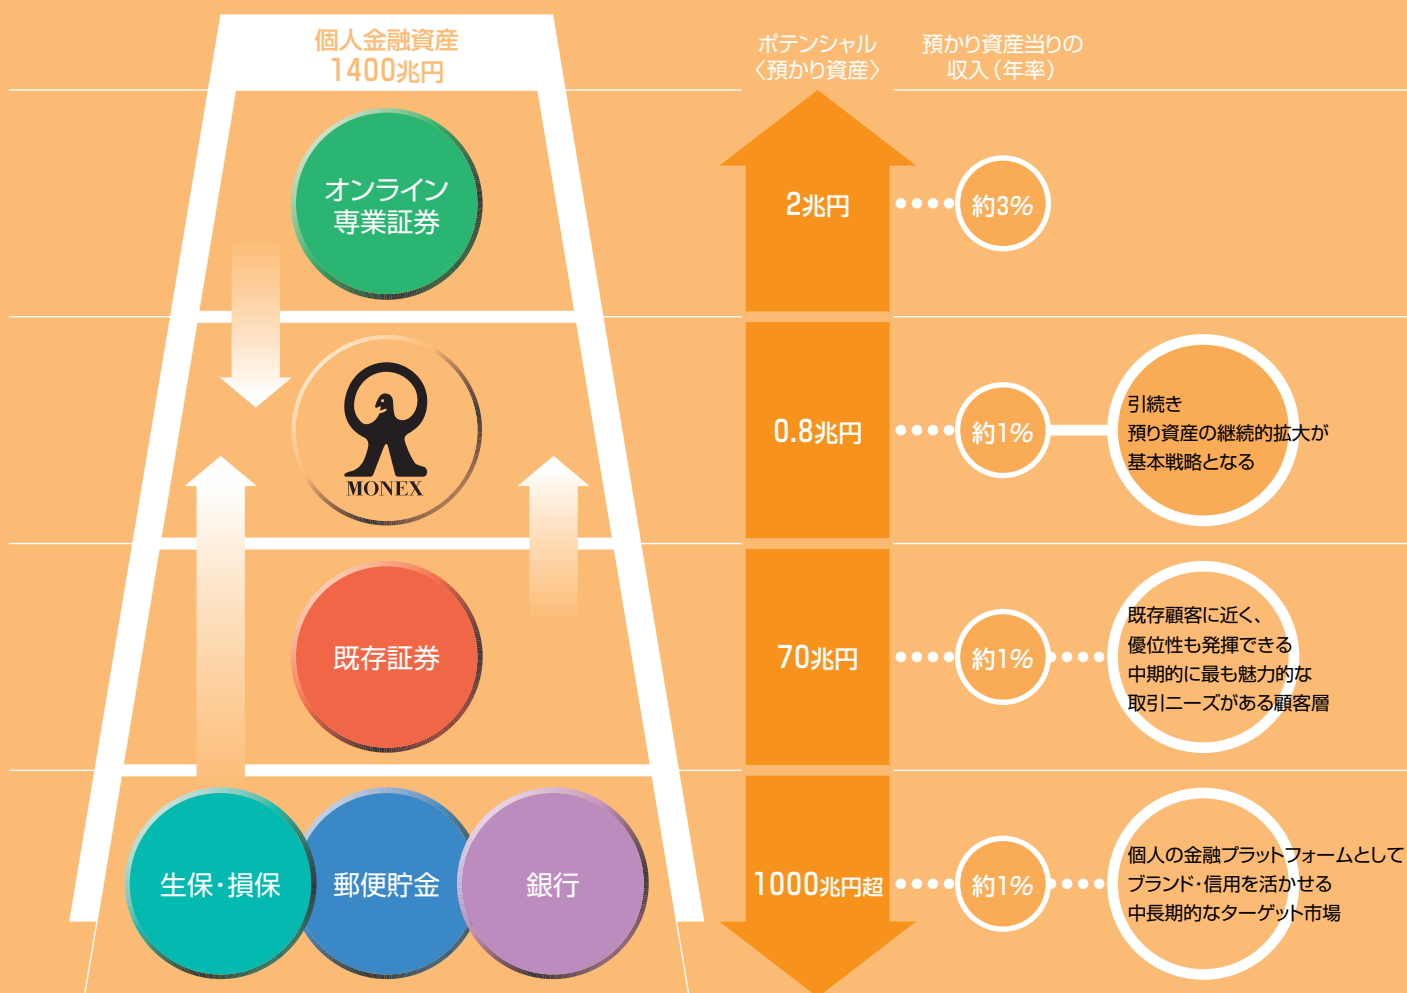 個人金融資産
1400兆円
ポテンシャル
〈預かり資産〉
預かり資産当りの
収入（年率）
オンライン
専業証券
2兆円
約3%
MONEX
0.8兆円
約1%
引続き
預り資産の継続的拡大が
基本戦略となる
既存証券
70兆円
約1%
既存顧客に近く、
優位性も発揮できる
中期的に最も魅力的な
取引ニーズがある顧客層
生保・損保
郵便貯金
銀行
1000兆円超
約1%
個人の金融プラットフォームとして
ブランド・信用を活かせる
中長期的なターゲット市場